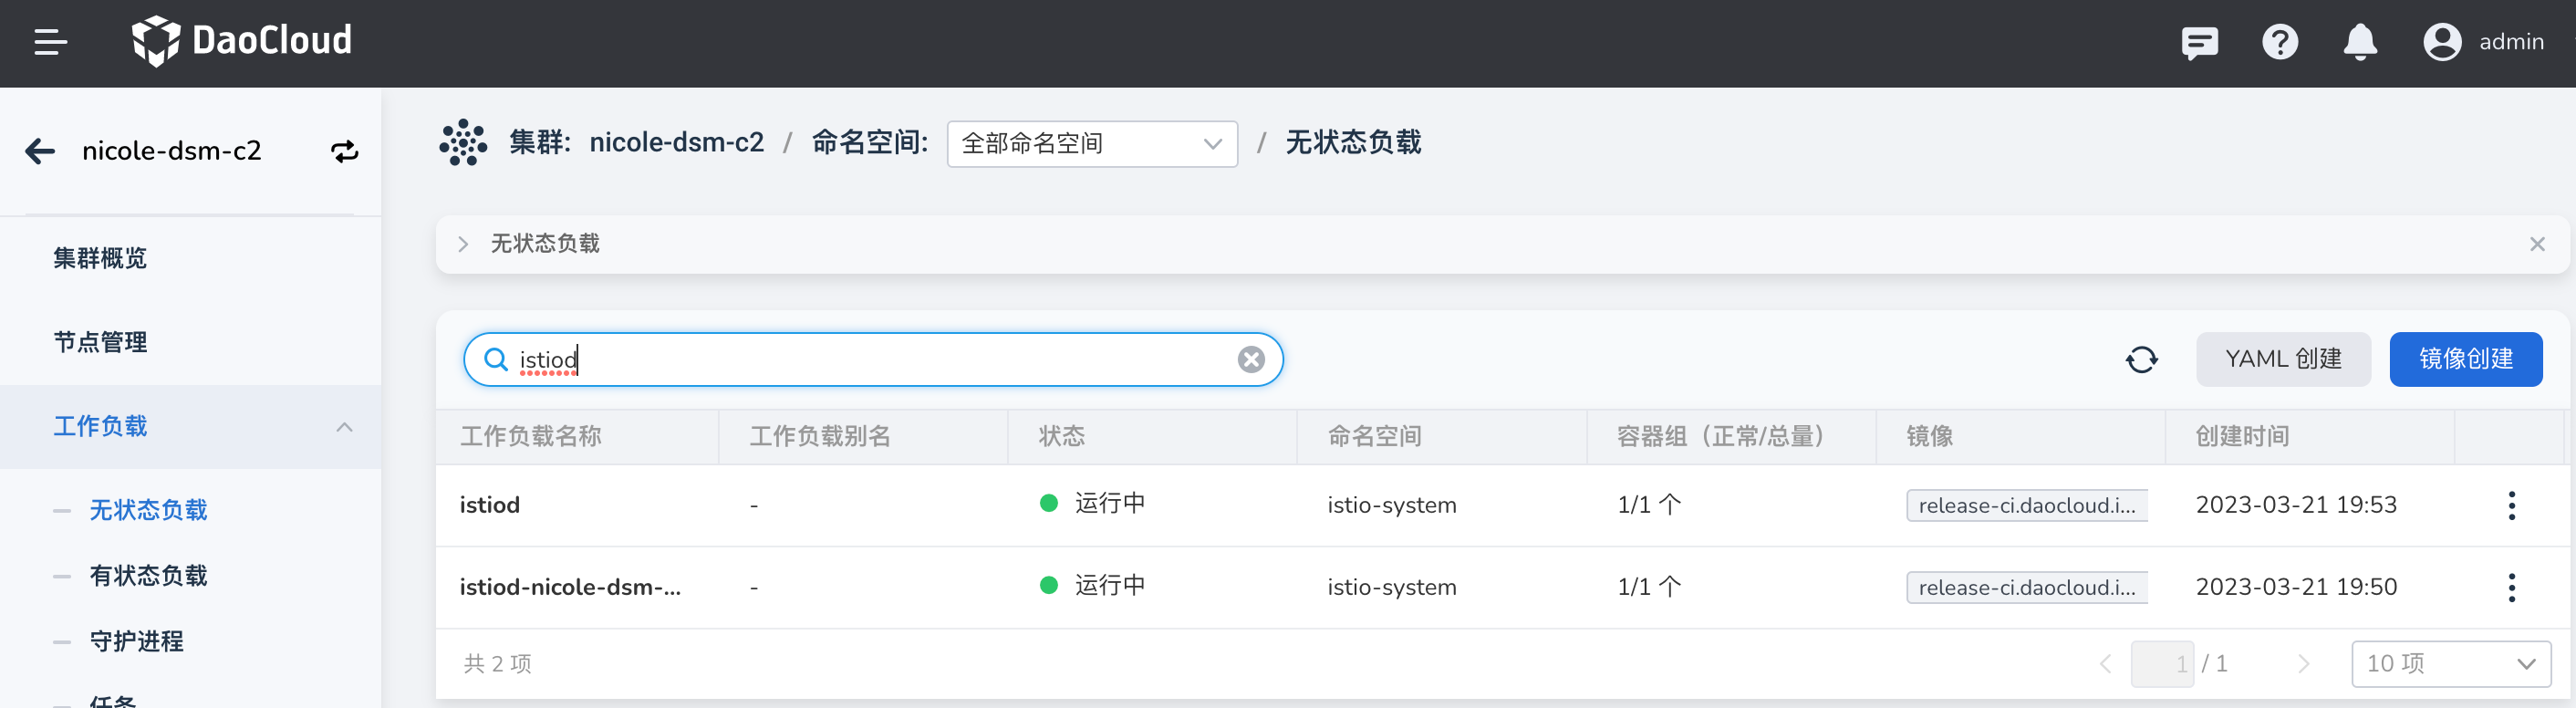 DaoCloud
admin
nicole-dsm-c2
集群: nicole-dsm-c2 / 命名空间: 全部命名空间 / 无状态负载
集群概览
节点管理
工作负载
无状态负载
有状态负载
守护进程
任务
无状态负载
istiod
YAML 创建
镜像创建
工作负载名称 工作负载别名 状态 命名空间 容器组（正常/总量） 镜像 创建时间
istiod - 运行中 istio-system 1/1 个 release-ci.daocloud.i... 2023-03-21 19:53
istiod-nicole-dsm-... - 运行中 istio-system 1/1 个 release-ci.daocloud.i... 2023-03-21 19:50
共 2 项
1 / 1
10 项